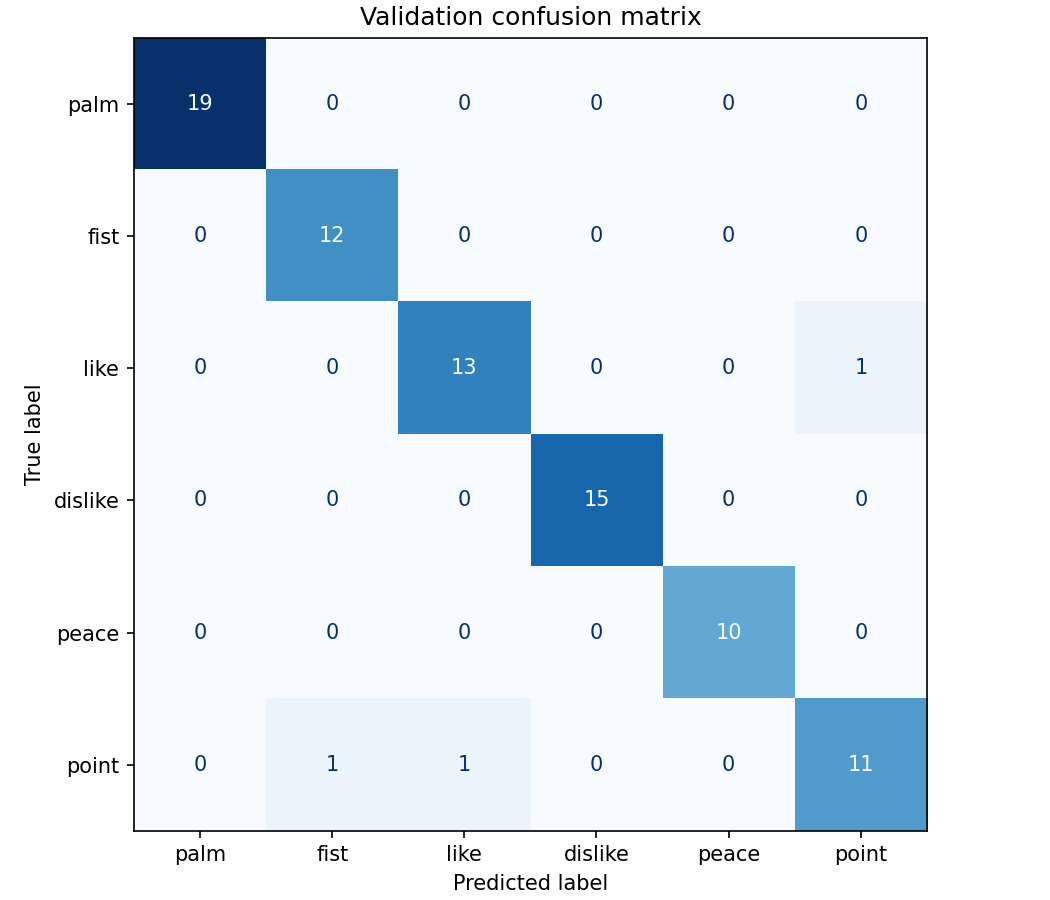 Validation confusion matrix
palm 19 0 0 0 0 0
fist 0 12 0 0 0 0
like 0 0 13 0 0 1
dislike 0 0 0 15 0 0
peace 0 0 0 0 10 0
point 0 1 1 0 0 11
True label
palm fist like dislike peace point
Predicted label